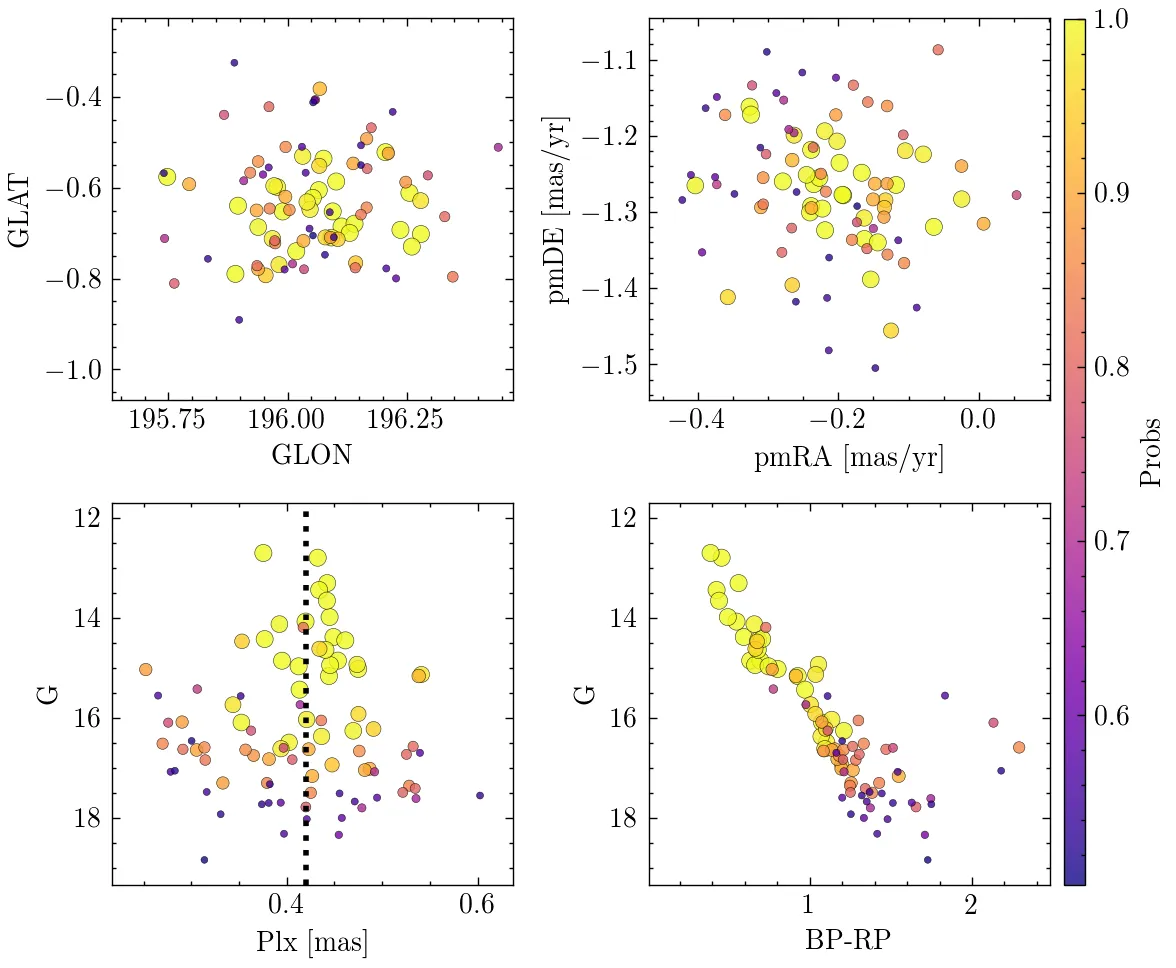 −0.4
−0.6
−0.8
−1.0
GLAT
195.75 196.00 196.25
GLON
−1.1
−1.2
−1.3
−1.4
−1.5
pmDE [mas/yr]
−0.4 −0.2 0.0
pmRA [mas/yr]
1.0
0.9
0.8
0.7
0.6
Probs
12
14
16
18
G
0.4 0.6
Plx [mas]
12
14
16
18
G
1 2
BP-RP